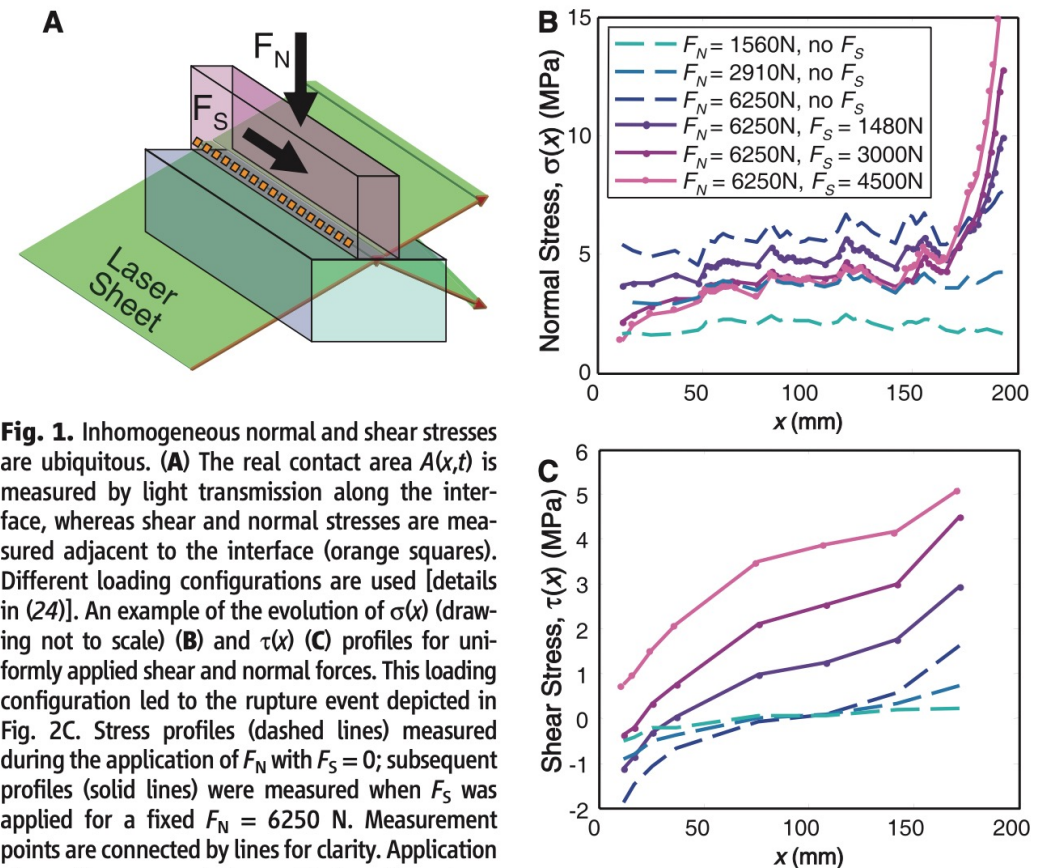 A
F_N
F_S
Laser
Sheet
Fig. 1. Inhomogeneous normal and shear stresses
are ubiquitous. (A) The real contact area A(x,t) is
measured by light transmission along the inter-
face, whereas shear and normal stresses are mea-
sured adjacent to the interface (orange squares).
Different loading configurations are used [details
in (24)]. An example of the evolution of σ(x) (draw-
ing not to scale) (B) and τ(x) (C) profiles for uni-
formly applied shear and normal forces. This loading
configuration led to the rupture event depicted in
Fig. 2C. Stress profiles (dashed lines) measured
during the application of F_N with F_S = 0; subsequent
profiles (solid lines) were measured when F_S was
applied for a fixed F_N = 6250 N. Measurement
points are connected by lines for clarity. Application
B
Normal Stress, σ(x) (MPa)
15
10
5
0
F_N = 1560N, no F_S
F_N = 2910N, no F_S
F_N = 6250N, no F_S
F_N = 6250N, F_S = 1480N
F_N = 6250N, F_S = 3000N
F_N = 6250N, F_S = 4500N
0 50 100 150 200
x (mm)
C
Shear Stress, τ(x) (MPa)
6
5
4
3
2
1
0
-1
-2
0 50 100 150 200
x (mm)